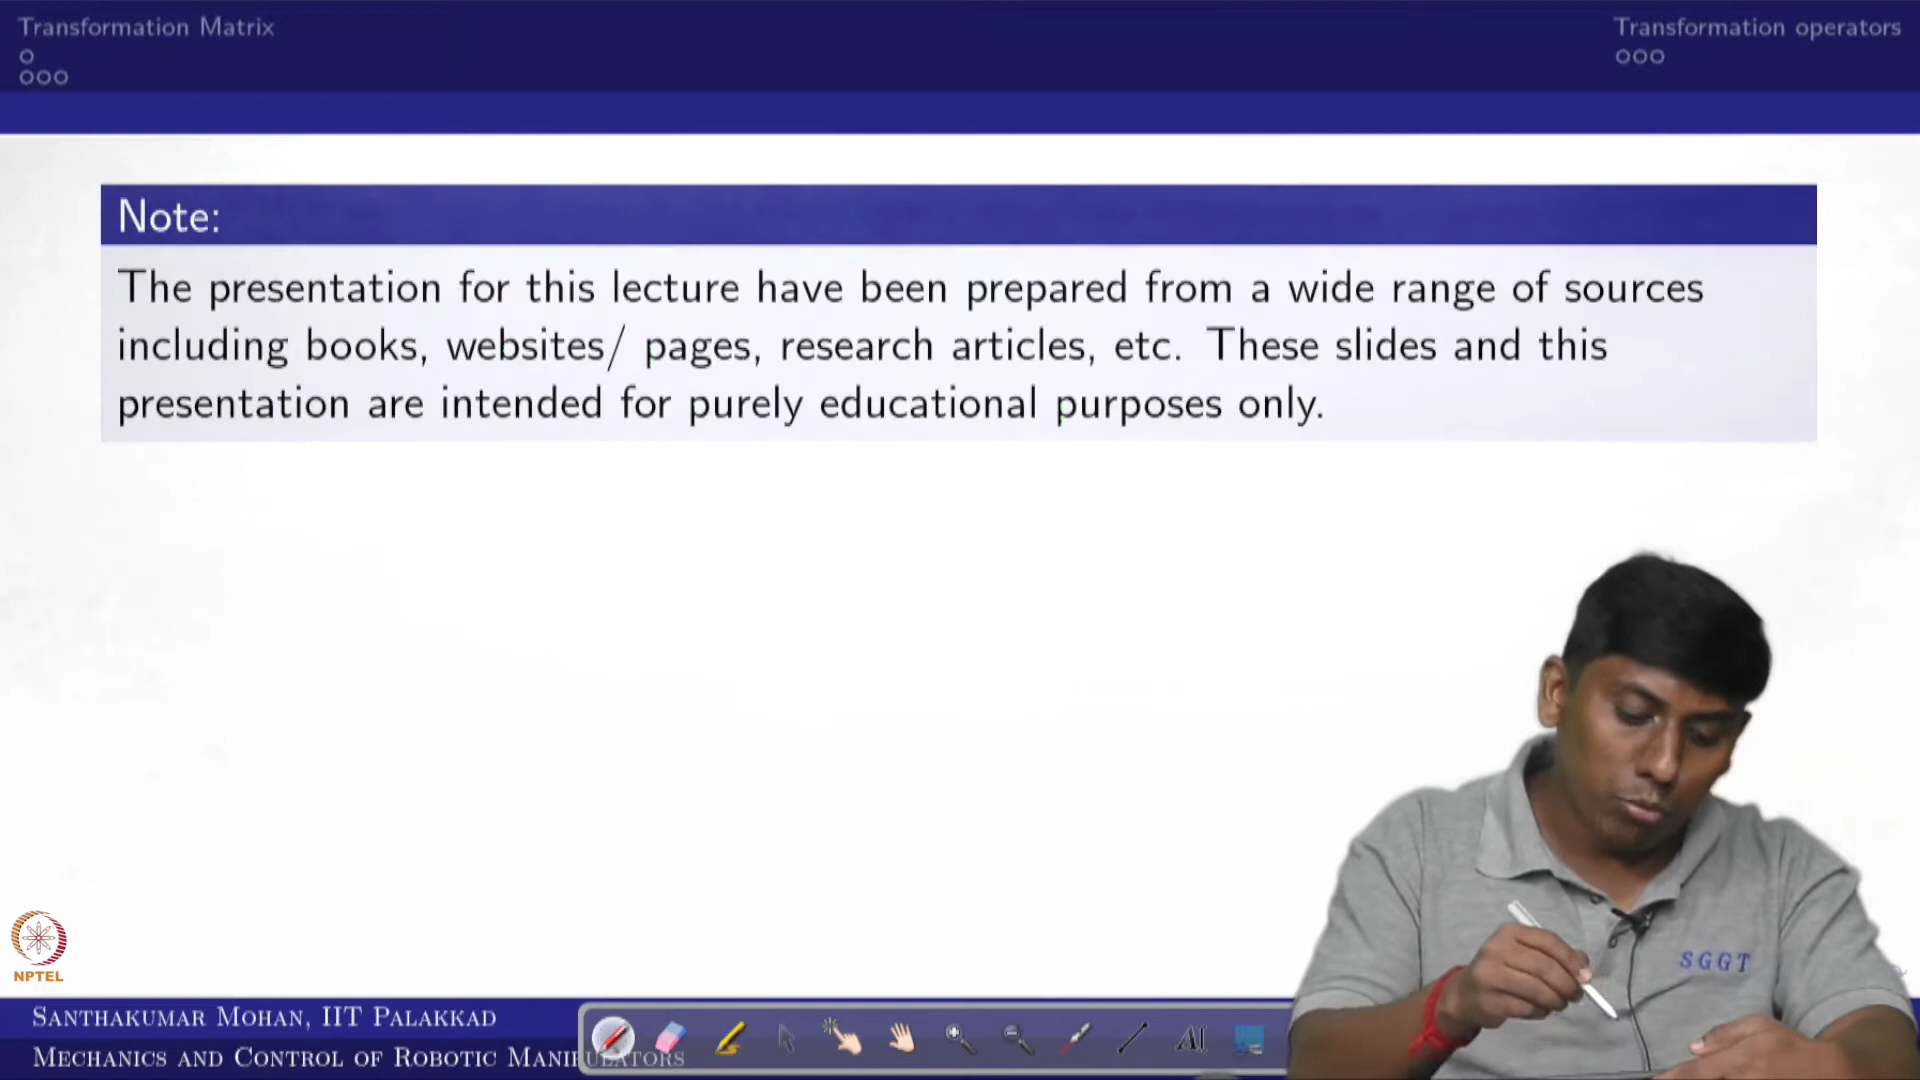 Transformation Matrix
Transformation operators
Note:
The presentation for this lecture have been prepared from a wide range of sources
including books, websites/ pages, research articles, etc. These slides and this
presentation are intended for purely educational purposes only.
SGGT
NPTEL
SANTHAKUMAR MOHAN, IIT PALAKKAD
MECHANICS AND CONTROL OF ROBOTIC MANIPULATORS
AI